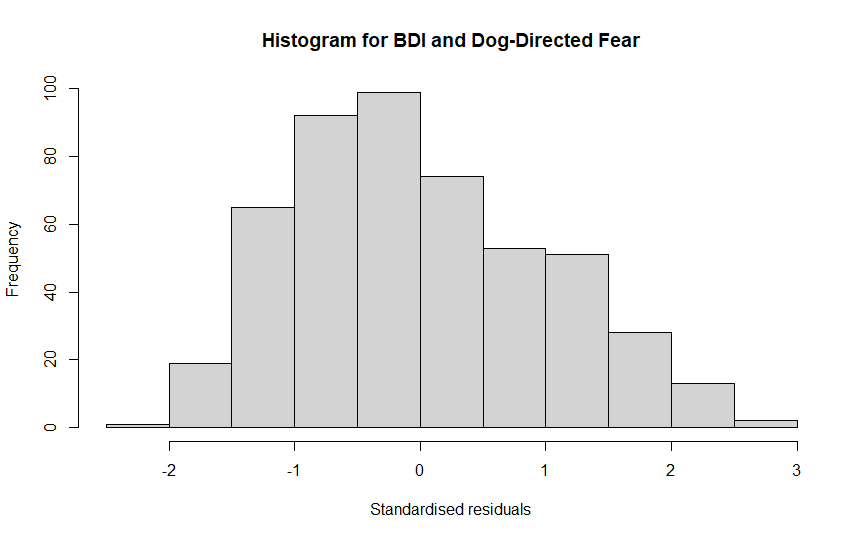 Histogram for BDI and Dog-Directed Fear
100
80
60
40
20
0
Frequency
-2 -1 0 1 2 3
Standardised residuals